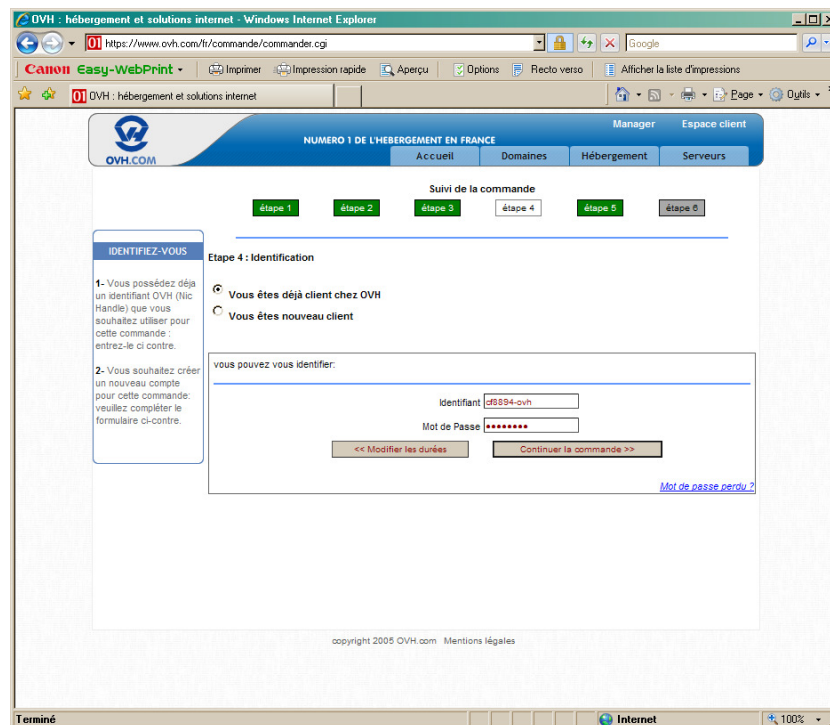 OVH : hébergement et solutions internet - Windows Internet Explorer
https://www.ovh.com/fr/commande/commander.cgi
Google
Canon Easy-WebPrint
Imprimer
Impression rapide
Aperçu
Options
Recto verso
Afficher la liste d'impressions
OVH : hébergement et solutions internet
Page
Outils
OVH.COM
NUMERO 1 DE L'HEBERGEMENT EN FRANCE
Manager
Espace client
Accueil
Domaines
Hébergement
Serveurs
Suivi de la commande
étape 1
étape 2
étape 3
étape 4
étape 5
étape 6
IDENTIFIEZ-VOUS
1- Vous possédez déja
un identifiant OVH (Nic
Handle) que vous
souhaitez utiliser pour
cette commande :
entrez-le ci contre.
2- Vous souhaitez créer
un nouveau compte
pour cette commande:
veuillez compléter le
formulaire ci-contre.
Etape 4 : Identification
Vous êtes déjà client chez OVH
Vous êtes nouveau client
vous pouvez vous identifier:
Identifiant cf8894-ovh
Mot de Passe ••••••••
<< Modifier les durées
Continuer la commande >>
Mot de passe perdu ?
copyright 2005 OVH.com Mentions légales
Terminé
Internet
100%